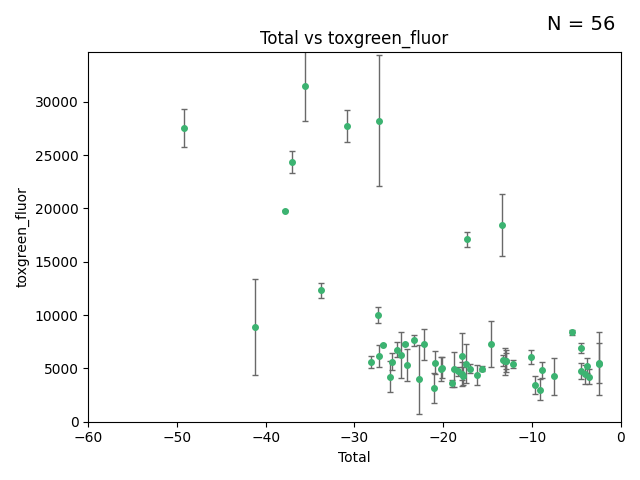 N = 56
Total vs toxgreen_fluor
toxgreen_fluor
30000
25000
20000
15000
10000
5000
0
−60 −50 −40 −30 −20 −10 0
Total